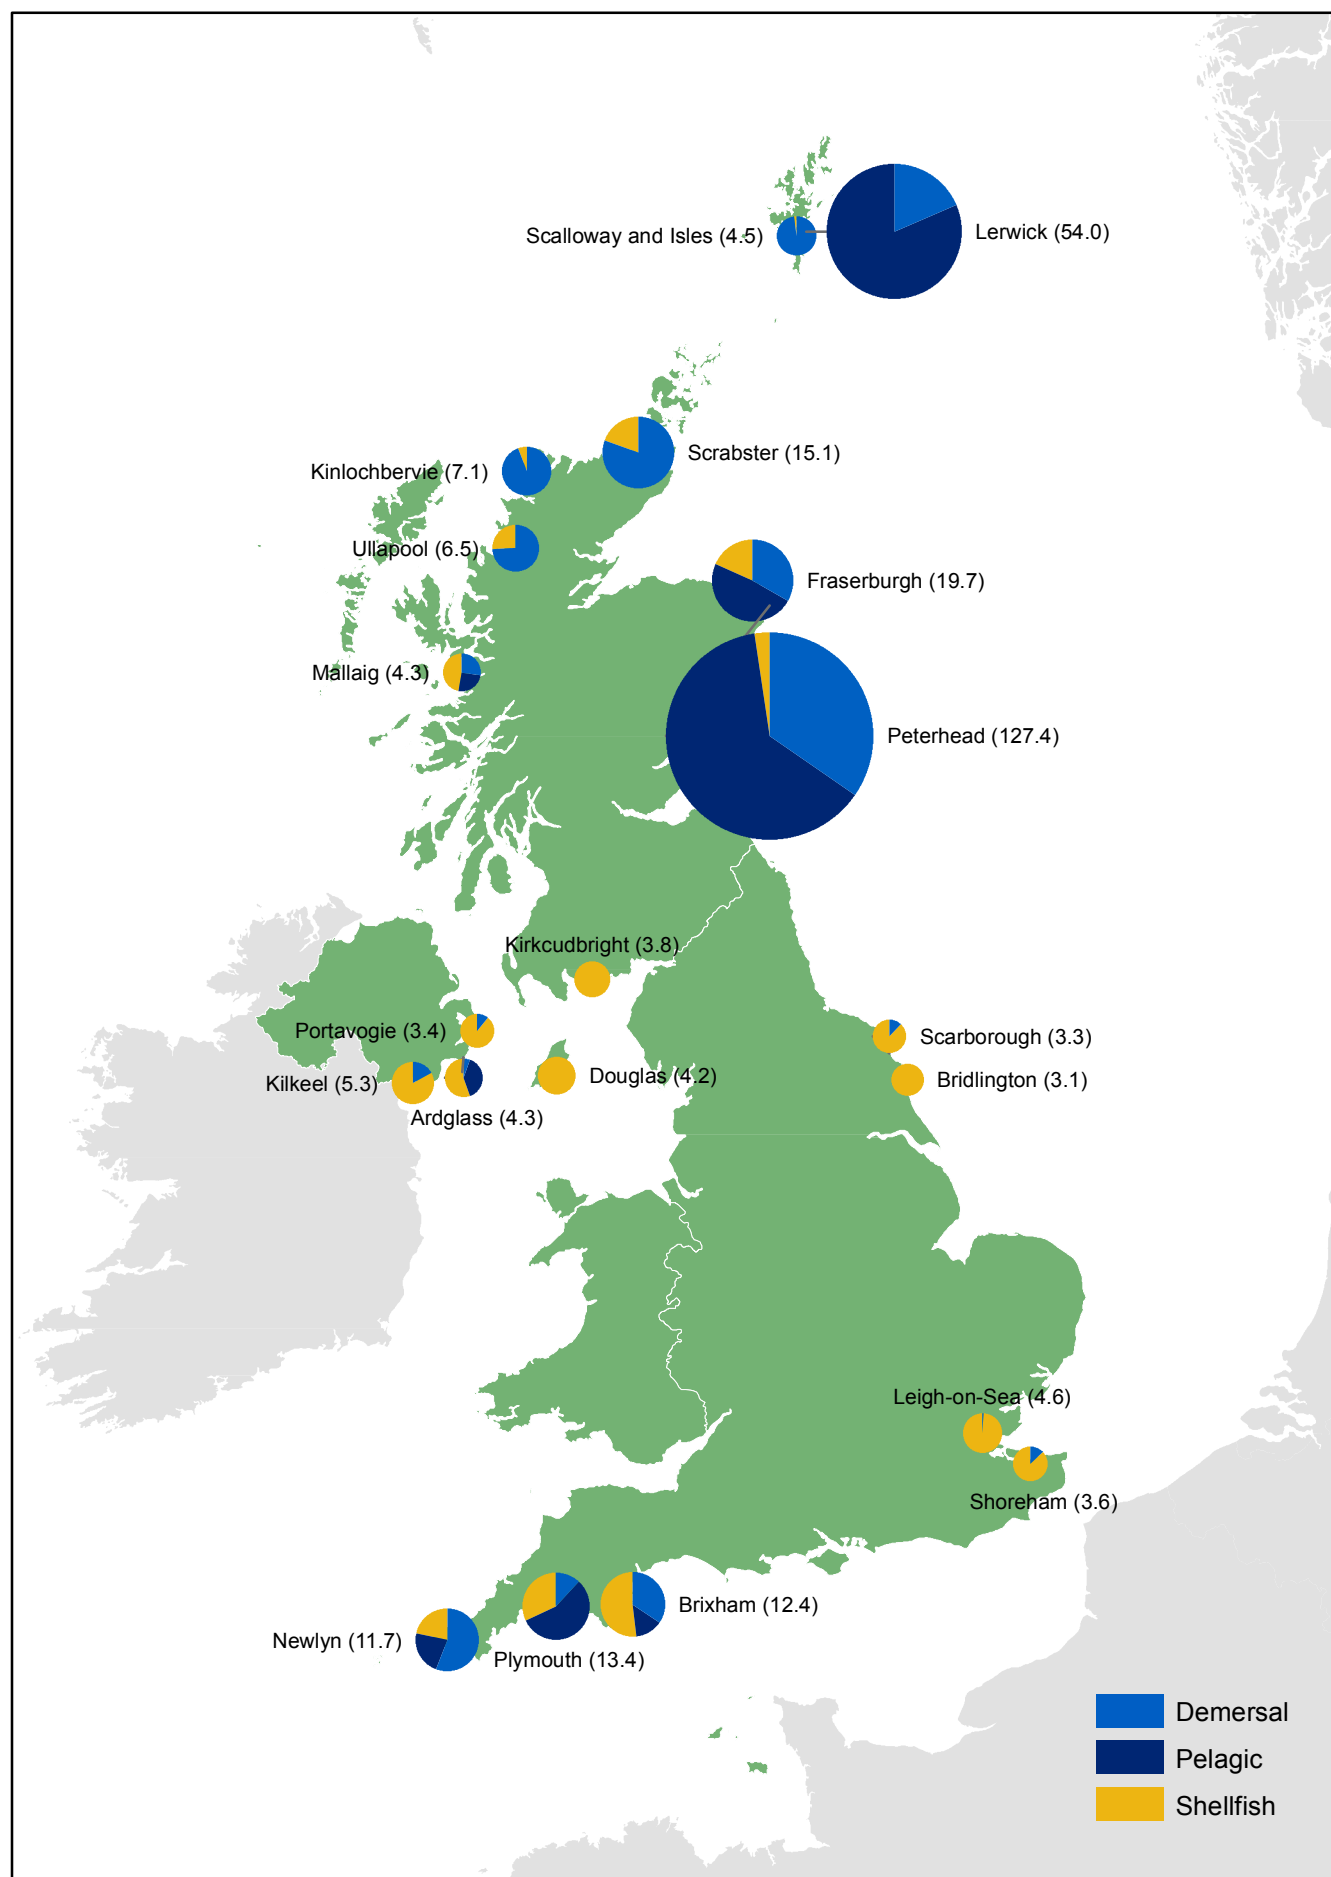 Scalloway and Isles (4.5)
Lerwick (54.0)
Scrabster (15.1)
Kinlochbervie (7.1)
Ullapool (6.5)
Fraserburgh (19.7)
Mallaig (4.3)
Peterhead (127.4)
Kirkcudbright (3.8)
Portavogie (3.4)
Scarborough (3.3)
Kilkeel (5.3)
Douglas (4.2)
Bridlington (3.1)
Ardglass (4.3)
Leigh-on-Sea (4.6)
Shoreham (3.6)
Brixham (12.4)
Newlyn (11.7)
Plymouth (13.4)
Demersal
Pelagic
Shellfish